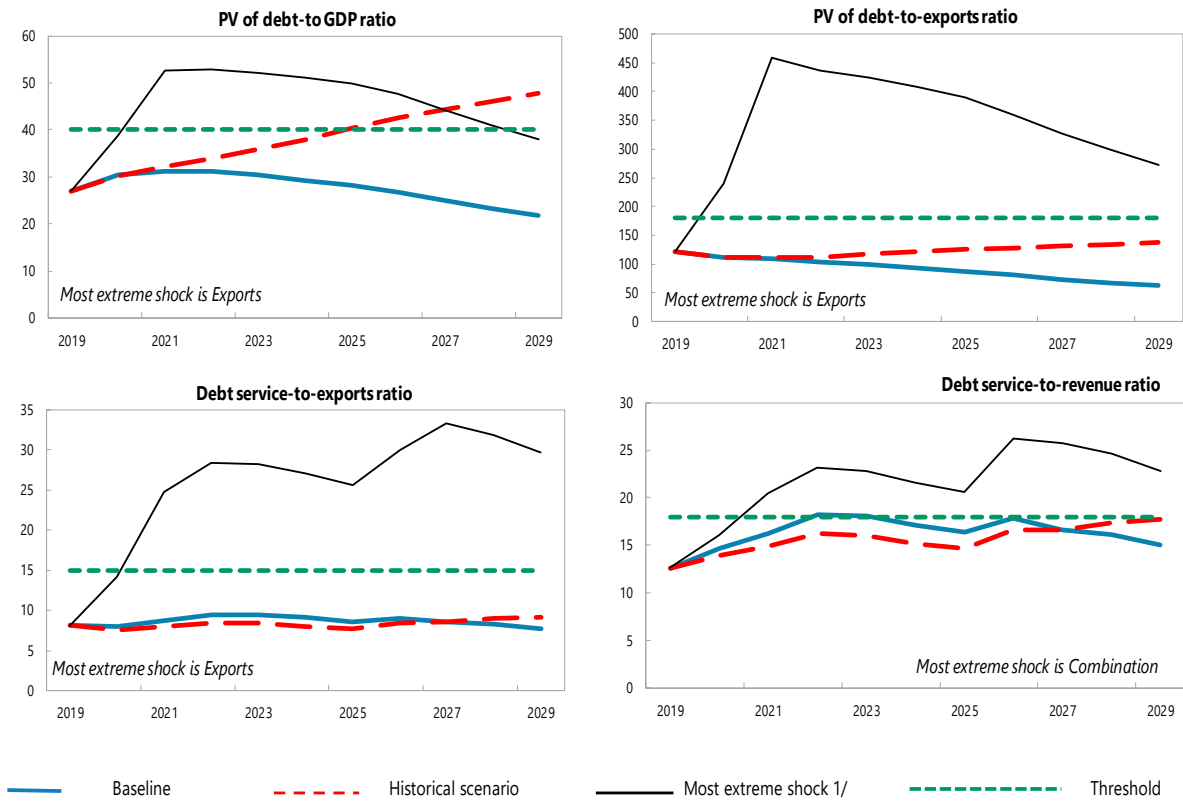 PV of debt-to GDP ratio
60
50
40
30
20
10
0
Most extreme shock is Exports
2019 2021 2023 2025 2027 2029
PV of debt-to-exports ratio
500
450
400
350
300
250
200
150
100
50
0
Most extreme shock is Exports
2019 2021 2023 2025 2027 2029
Debt service-to-exports ratio
35
30
25
20
15
10
5
0
Most extreme shock is Exports
2019 2021 2023 2025 2027 2029
Debt service-to-revenue ratio
30
25
20
15
10
5
0
Most extreme shock is Combination
2019 2021 2023 2025 2027 2029
Baseline Historical scenario Most extreme shock 1/ Threshold